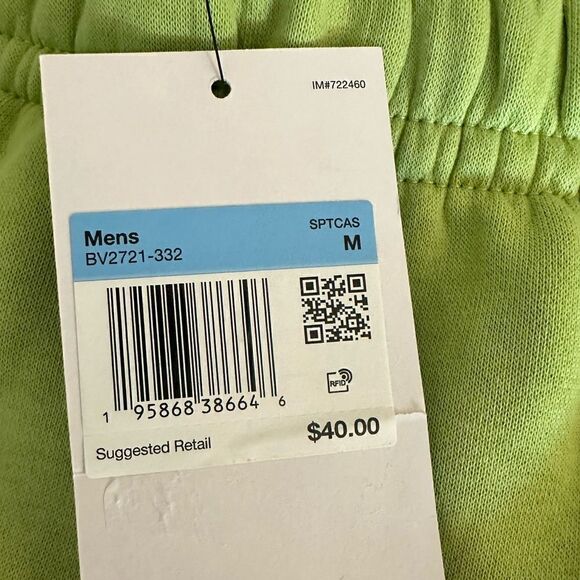 IM#722460
Mens
SPTCAS
BV2721-332
M
RFID
1 95868 38664 6
Suggested Retail
$40.00